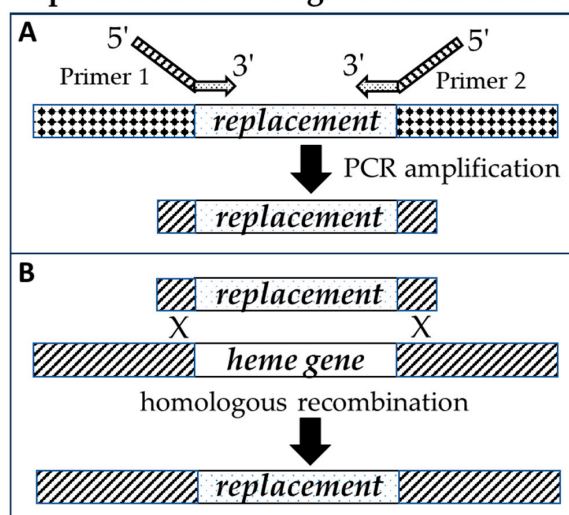 A
5' 3' 3' 5'
Primer 1 Primer 2
replacement
PCR amplification
replacement
B
replacement
X X
heme gene
homologous recombination
replacement